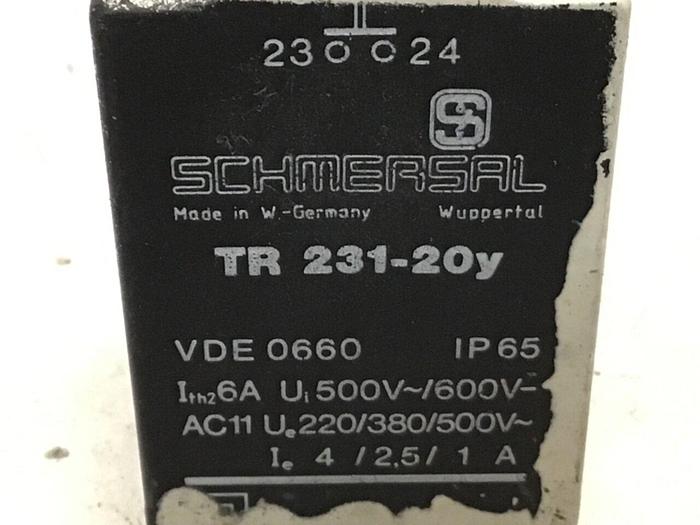 23 24
S
SCHMERSAL
Made in W.-Germany Wuppertal
TR 231-20y
VDE 0660 IP 65
Ith2 6A Ui 500V~/600V-
AC11 Ue 220/380/500V~
Ie 4 / 2,5 / 1 A